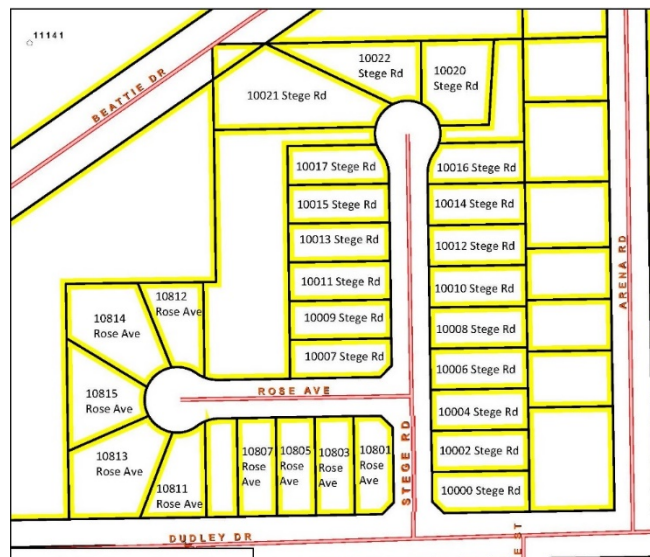 11141
BEATTIE DR
10022
Stege Rd
10020
Stege Rd
10021 Stege Rd
10017 Stege Rd
10016 Stege Rd
10015 Stege Rd
10014 Stege Rd
10013 Stege Rd
10012 Stege Rd
10011 Stege Rd
10010 Stege Rd
10009 Stege Rd
10008 Stege Rd
10007 Stege Rd
10006 Stege Rd
10004 Stege Rd
10002 Stege Rd
10000 Stege Rd
ARENA RD
10814
Rose Ave
10812
Rose Ave
10815
Rose Ave
10813
Rose Ave
10811
Rose Ave
ROSE AVE
10807
Rose
Ave
10805
Rose
Ave
10803
Rose
Ave
10801
Rose
Ave
STEGE RD
DUDLEY DR
E ST